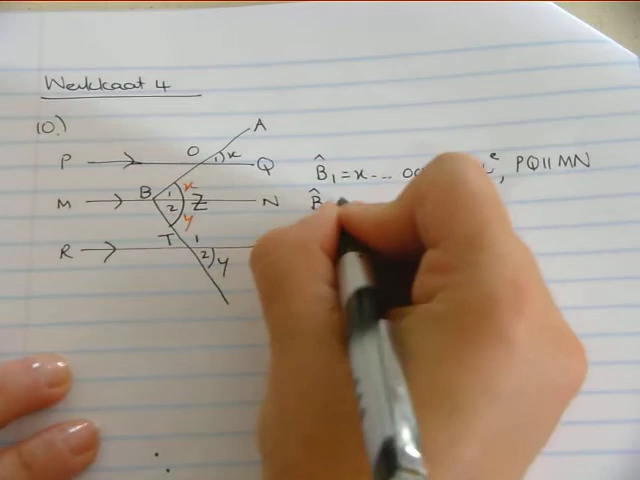 Werkkaart 4
10.)
A
O
P 1 x Q
B̂₁ = x ... PQ || MN
M B 1 x N
2 Z
y
T 1
R 2 y
B̂